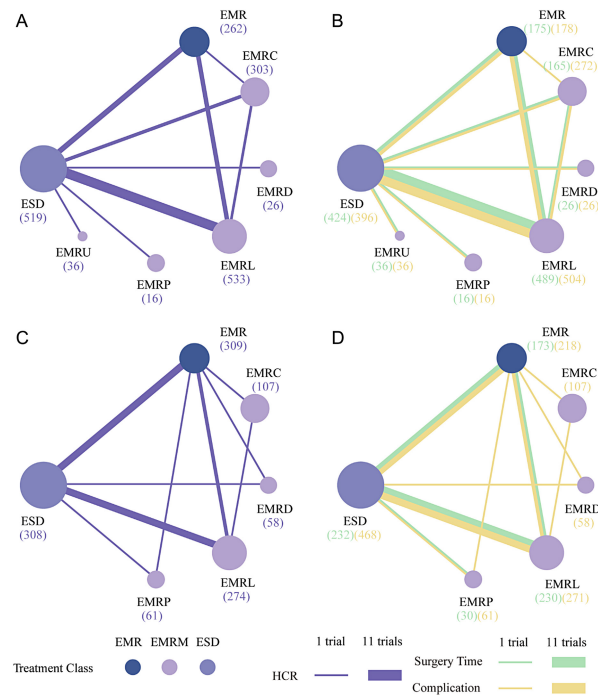 A
EMR
(262)
EMRC
(303)
EMRD
(26)
EMRL
(533)
EMRP
(16)
EMRU
(36)
ESD
(519)
B
EMR
(175)(178)
EMRC
(165)(272)
EMRD
(26)(26)
EMRL
(489)(504)
EMRP
(16)(16)
EMRU
(36)(36)
ESD
(424)(396)
C
EMR
(309)
EMRC
(107)
EMRD
(58)
EMRL
(274)
EMRP
(61)
ESD
(308)
D
EMR
(173)(218)
EMRC
(107)
EMRD
(58)
EMRL
(230)(271)
EMRP
(30)(61)
ESD
(232)(468)
Treatment Class
EMR EMRM ESD
1 trial 11 trials
HCR
1 trial 11 trials
Surgery Time
Complication